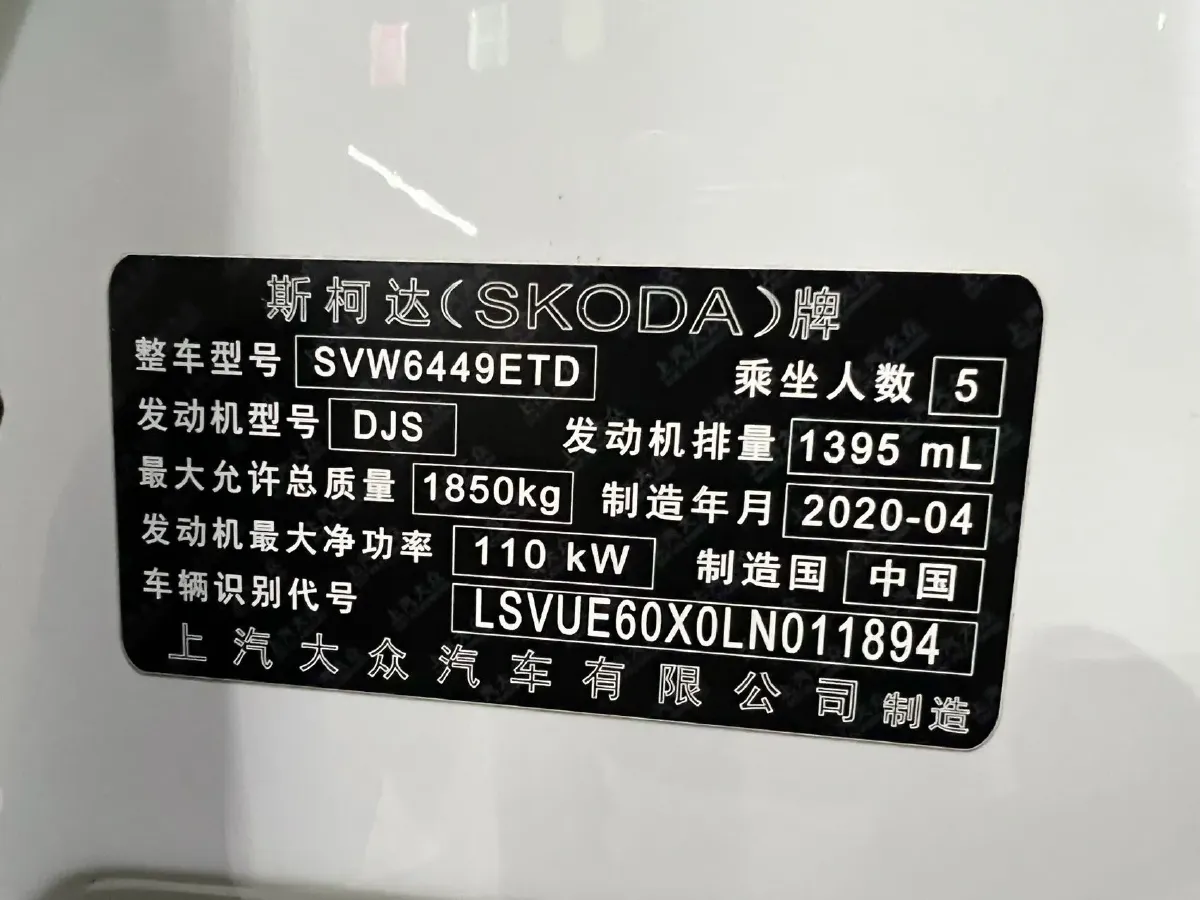 斯柯达(SKODA)牌
整车型号 SVW6449ETD 乘坐人数 5
发动机型号 DJS 发动机排量 1395 mL
最大允许总质量 1850kg 制造年月 2020-04
发动机最大净功率 110 kW 制造国 中国
车辆识别代号 LSVUE60X0LN011894
上汽大众汽车有限公司 制造